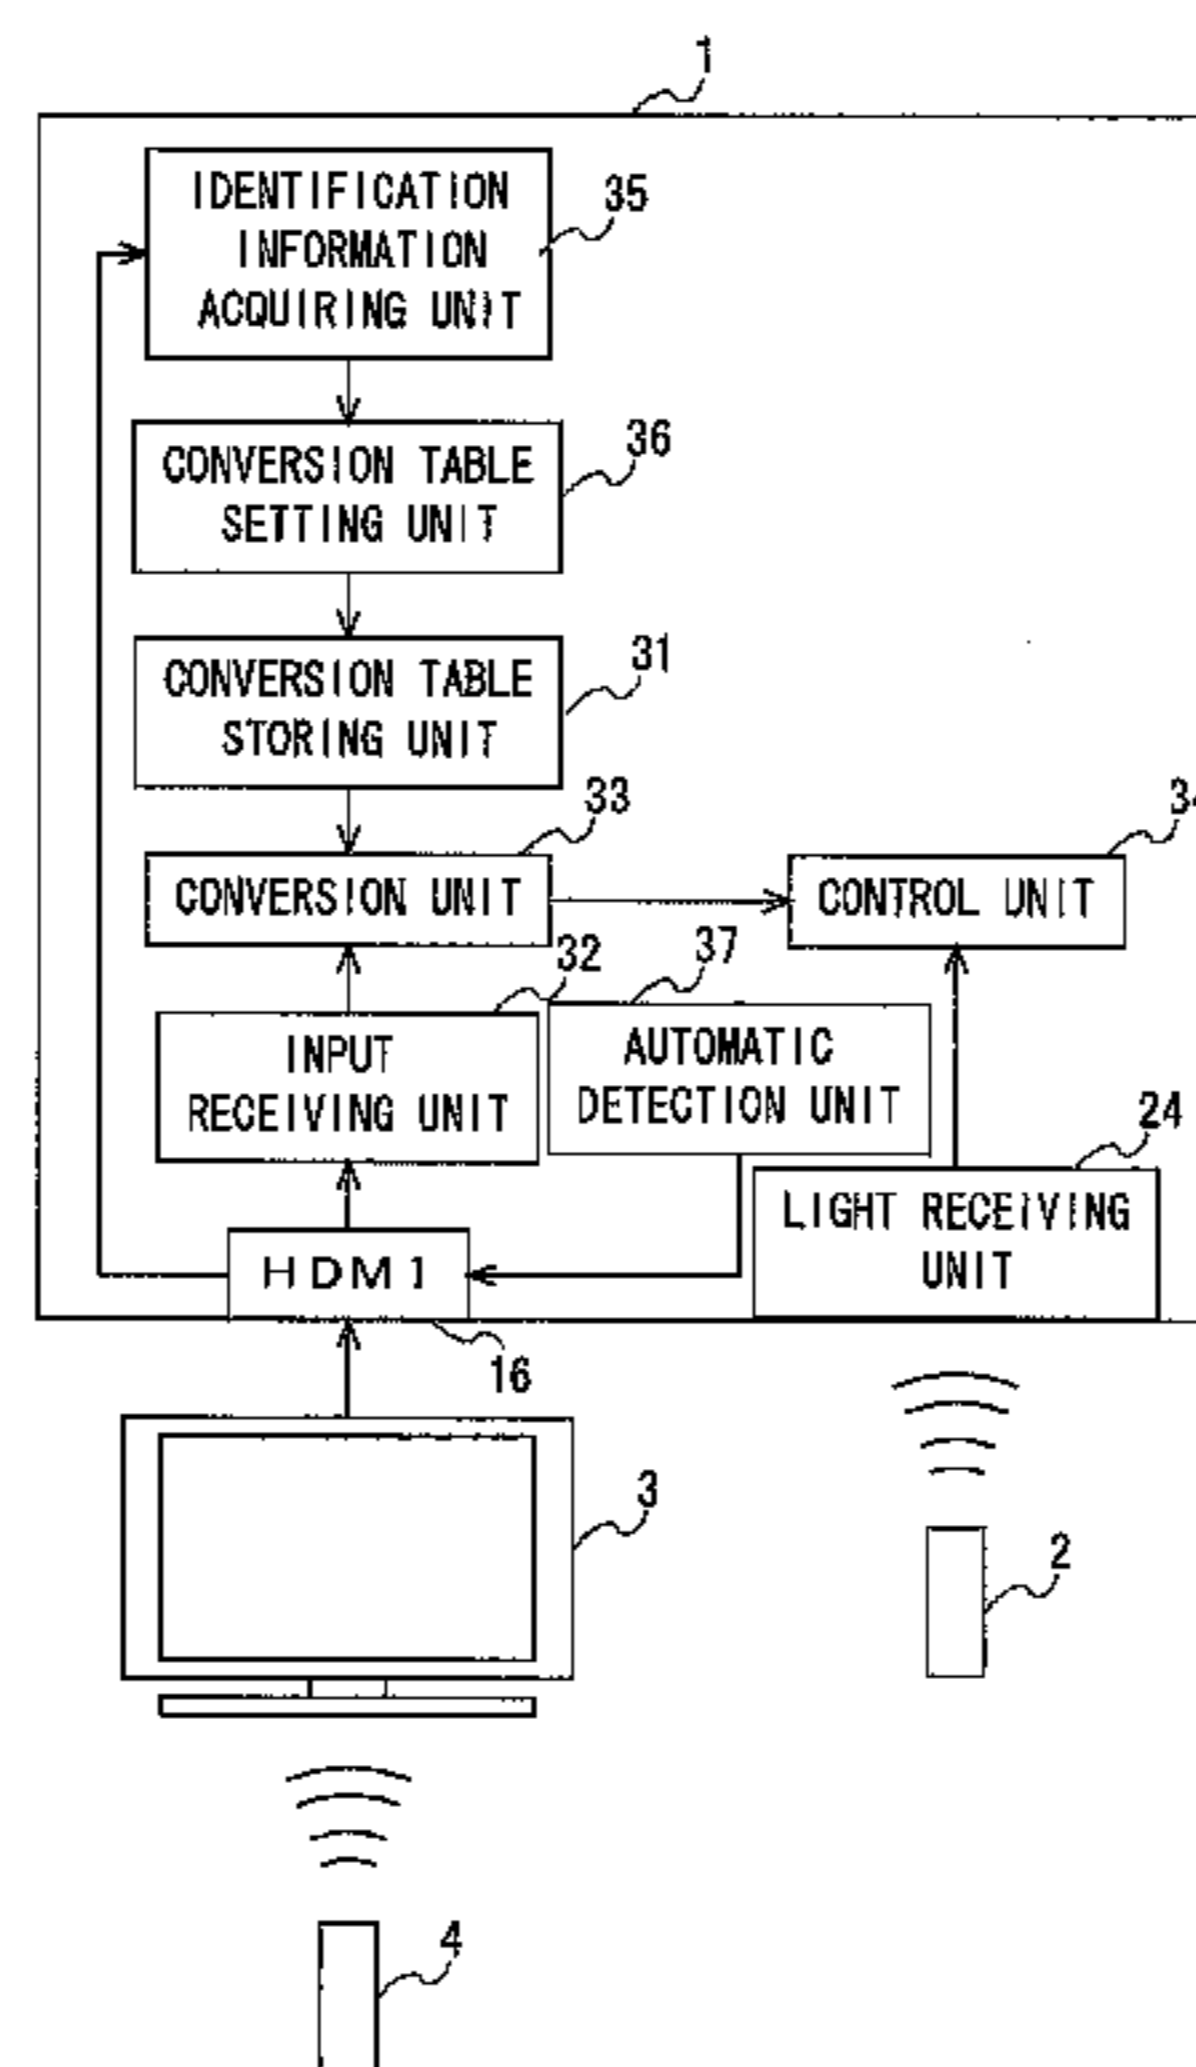 1
IDENTIFICATION
INFORMATION
ACQUIRING UNIT
35
CONVERSION TABLE
SETTING UNIT
36
CONVERSION TABLE
STORING UNIT
31
33
CONVERSION UNIT
34
CONTROL UNIT
32
37
INPUT
RECEIVING UNIT
AUTOMATIC
DETECTION UNIT
24
LIGHT RECEIVING
UNIT
HDMI
16
3
2
4